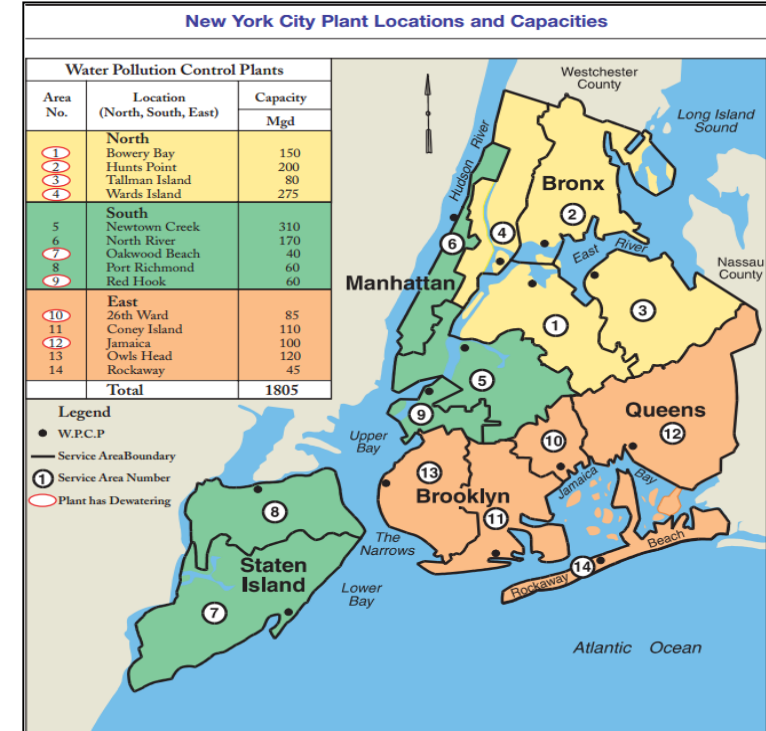 New York City Plant Locations and Capacities
Water Pollution Control Plants
Area No. Location (North, South, East) Capacity Mgd
North
1 Bowery Bay 150
2 Hunts Point 200
3 Tallman Island 80
4 Wards Island 275
South
5 Newtown Creek 310
6 North River 170
7 Oakwood Beach 40
8 Port Richmond 60
9 Red Hook 60
East
10 26th Ward 85
11 Coney Island 110
12 Jamaica 100
13 Owls Head 120
14 Rockaway 45
Total 1805
Legend
W.P.C.P
Service AreaBoundary
1 Service Area Number
Plant has Dewatering
Westchester
County
Long Island
Sound
Hudson River
Bronx
2
4
6
East River
Nassau
County
Manhattan
3
1
5
Queens
9
10
12
Upper
Bay
13
Jamaica Bay
Brooklyn
11
8
The
Narrows
Rockaway Beach
14
Staten
Island
Lower
Bay
7
Atlantic Ocean